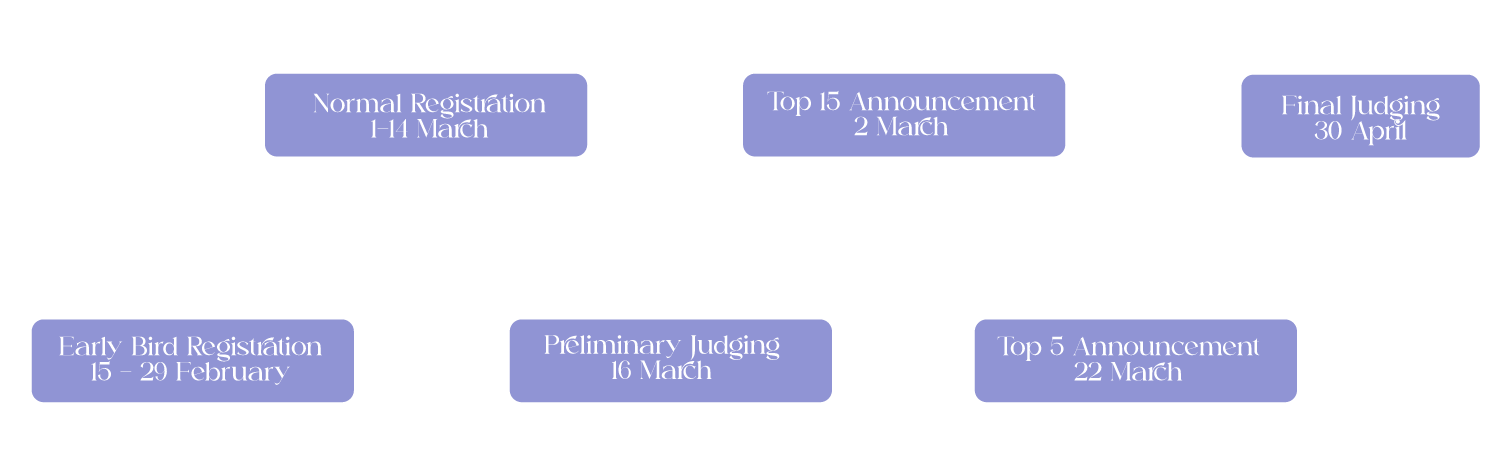 Normal Registration
1-14 March
Top 15 Announcement
2 March
Final Judging
30 April
Early Bird Registration
15 - 29 February
Preliminary Judging
16 March
Top 5 Announcement
22 March